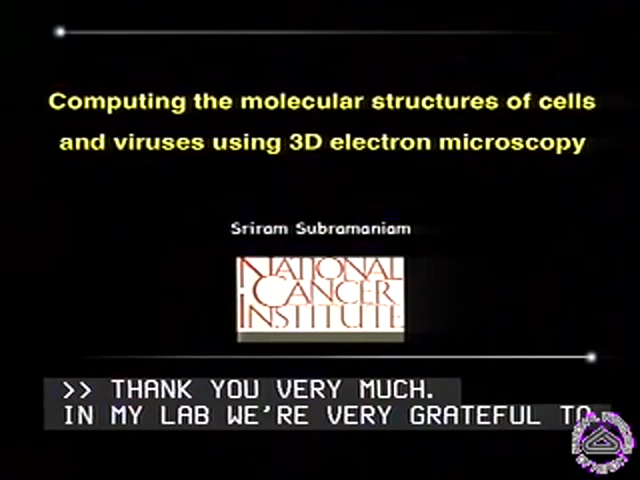 Computing the molecular structures of cells
and viruses using 3D electron microscopy
Sriram Subramaniam
NATIONAL
CANCER
INSTITUTE
>> THANK YOU VERY MUCH.
IN MY LAB WE'RE VERY GRATEFUL TO